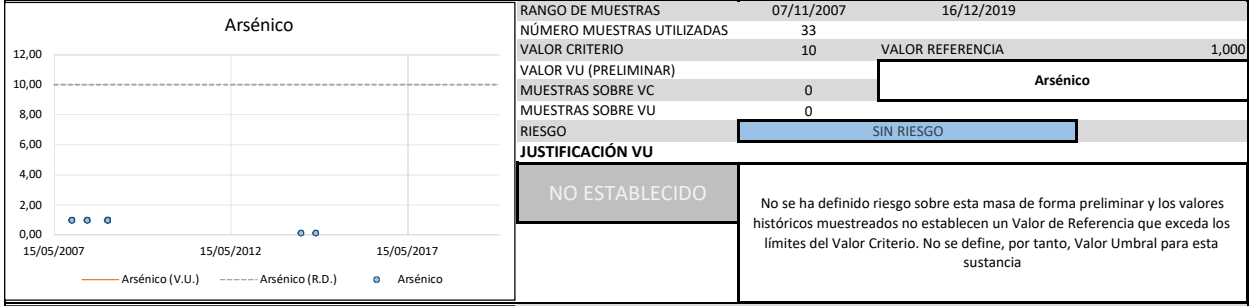 Arsénico
12,00
10,00
8,00
6,00
4,00
2,00
0,00
15/05/2007 15/05/2012 15/05/2017
Arsénico (V.U.) Arsénico (R.D.) Arsénico
RANGO DE MUESTRAS 07/11/2007 16/12/2019
NÚMERO MUESTRAS UTILIZADAS 33
VALOR CRITERIO 10 VALOR REFERENCIA 1,000
VALOR VU (PRELIMINAR)
Arsénico
MUESTRAS SOBRE VC 0
MUESTRAS SOBRE VU 0
RIESGO SIN RIESGO
JUSTIFICACIÓN VU
NO ESTABLECIDO
No se ha definido riesgo sobre esta masa de forma preliminar y los valores
históricos muestreados no establecen un Valor de Referencia que exceda los
límites del Valor Criterio. No se define, por tanto, Valor Umbral para esta
sustancia